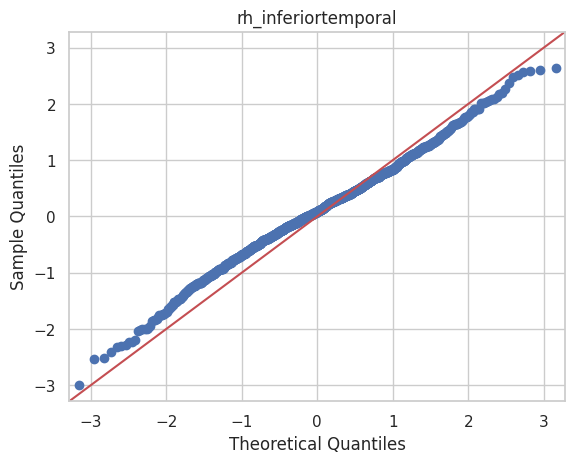 rh_inferiortemporal
3
2
1
0
−1
−2
−3
Sample Quantiles
−3 −2 −1 0 1 2 3
Theoretical Quantiles